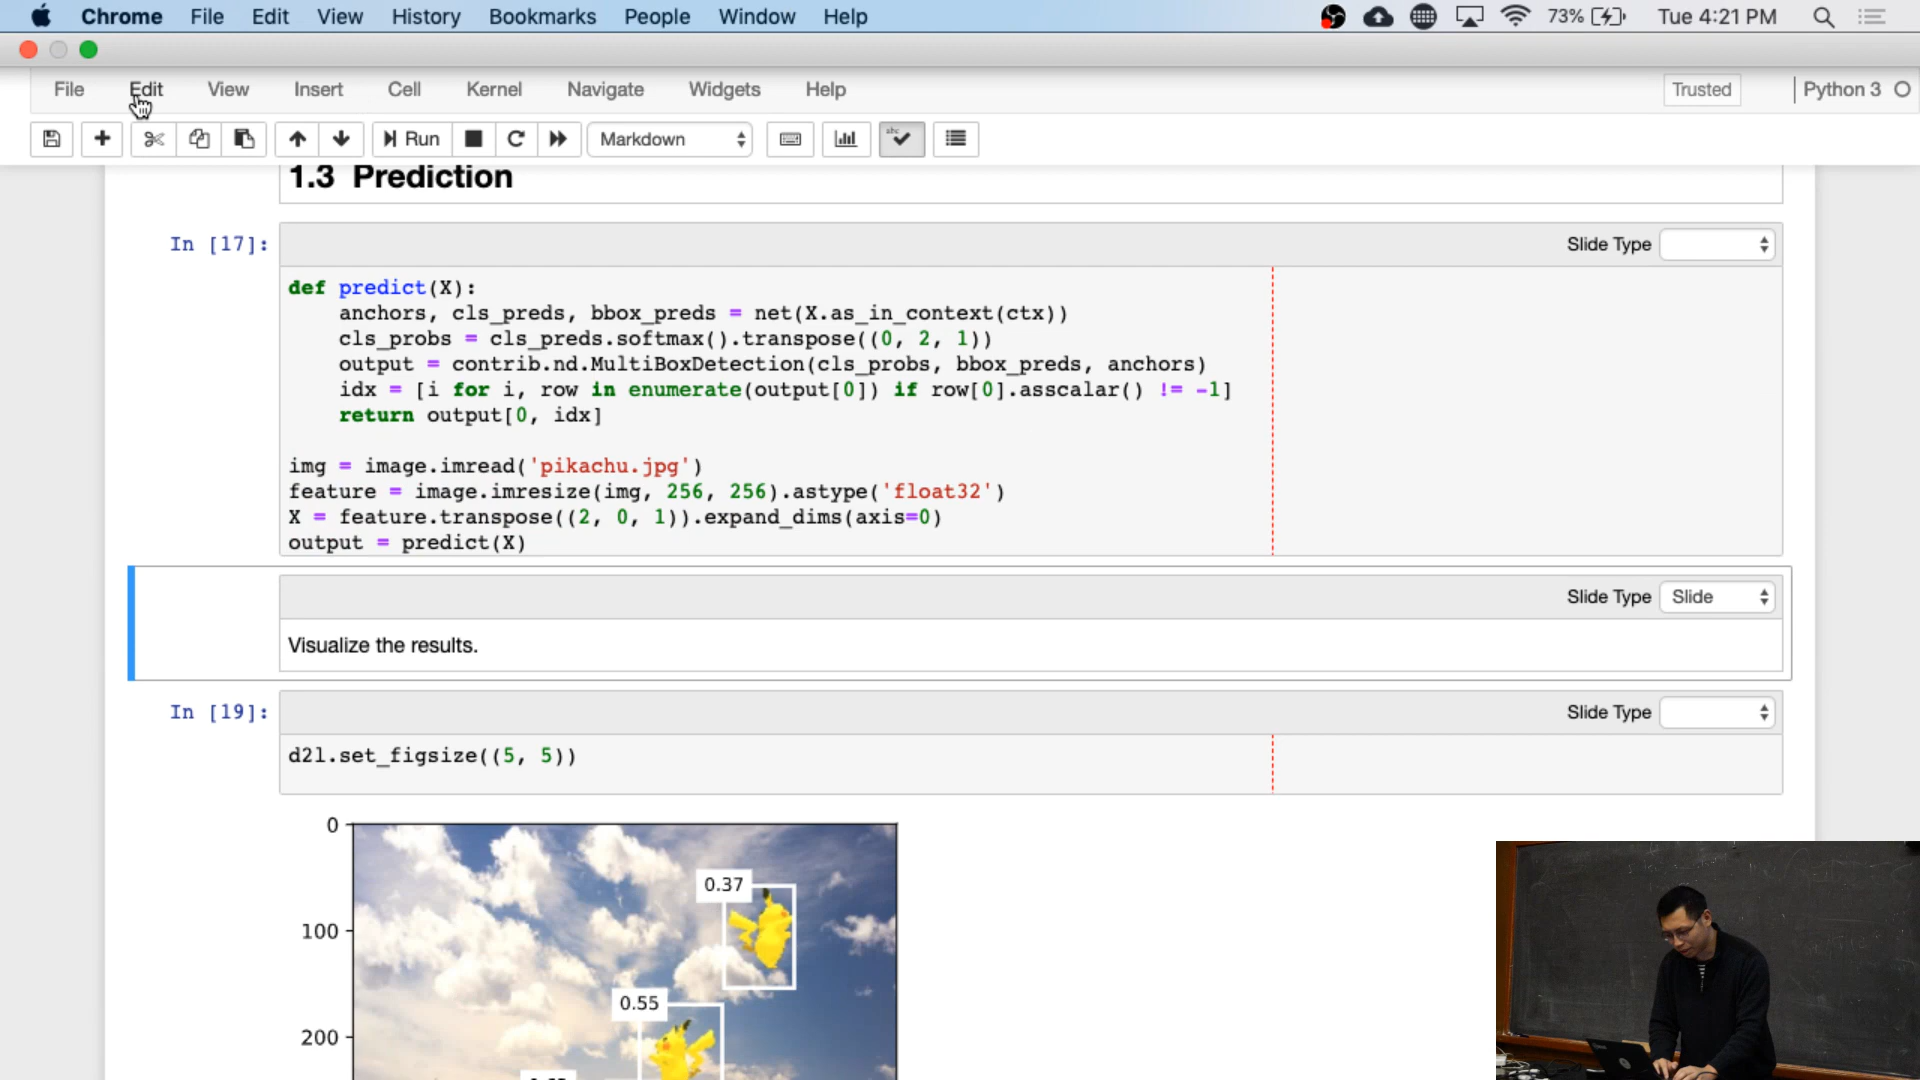 Chrome File Edit View History Bookmarks People Window Help 73% Tue 4:21 PM
File Edit View Insert Cell Kernel Navigate Widgets Help Trusted Python 3
Run Markdown abc
1.3 Prediction
In [17]: Slide Type
def predict(X):
    anchors, cls_preds, bbox_preds = net(X.as_in_context(ctx))
    cls_probs = cls_preds.softmax().transpose((0, 2, 1))
    output = contrib.nd.MultiBoxDetection(cls_probs, bbox_preds, anchors)
    idx = [i for i, row in enumerate(output[0]) if row[0].asscalar() != -1]
    return output[0, idx]
img = image.imread('pikachu.jpg')
feature = image.imresize(img, 256, 256).astype('float32')
X = feature.transpose((2, 0, 1)).expand_dims(axis=0)
output = predict(X)
Slide Type Slide
Visualize the results.
In [19]: Slide Type
d2l.set_figsize((5, 5))
0
0.37
100
0.55
200